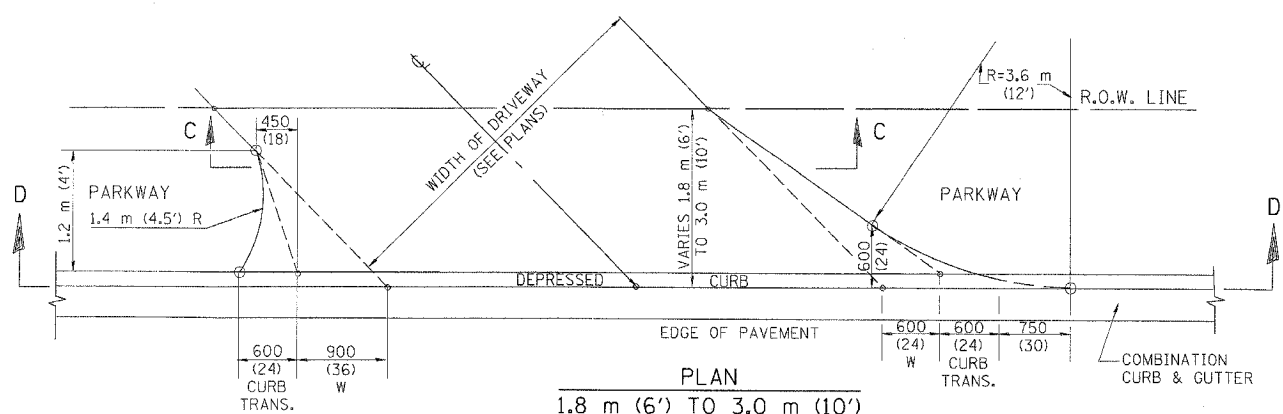 R=3.6 m
(12')
R.O.W. LINE
℄
WIDTH OF DRIVEWAY
(SEE PLANS)
C
450
(18)
C
D
1.2 m (4')
PARKWAY
1.4 m (4.5') R
VARIES 1.8 m (6')
TO 3.0 m (10')
PARKWAY
600
(24)
D
DEPRESSED CURB
EDGE OF PAVEMENT
600
(24)
CURB
TRANS.
900
(36)
W
600
(24)
W
600
(24)
CURB
TRANS.
750
(30)
COMBINATION
CURB & GUTTER
PLAN
1.8 m (6') TO 3.0 m (10')